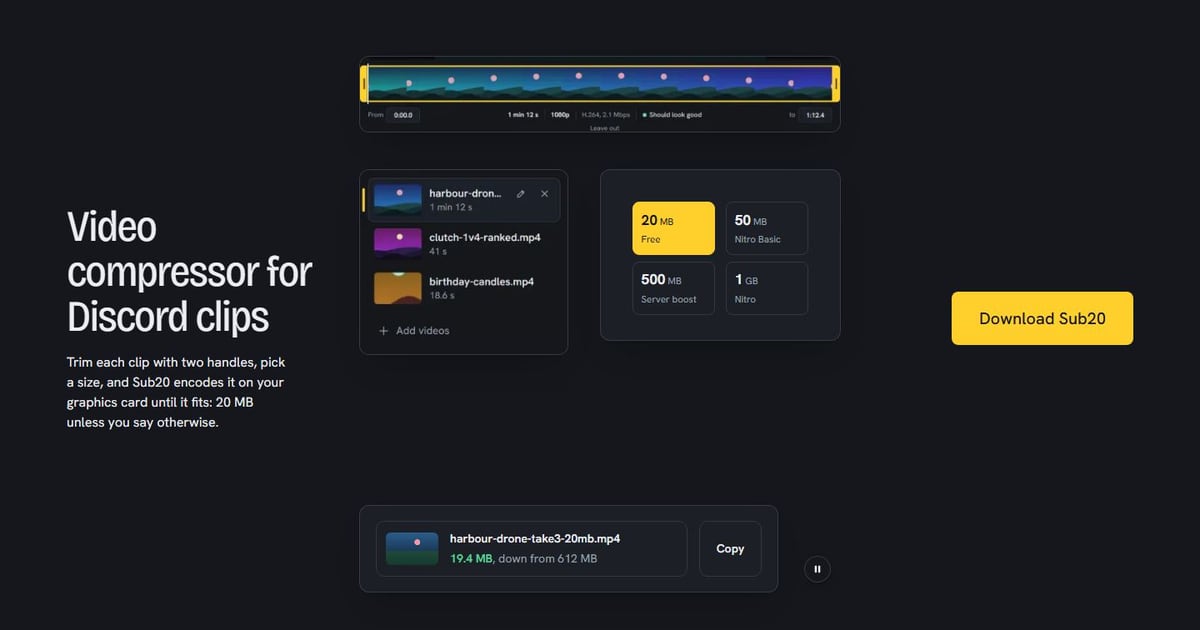 From 0:00.0 1 min 12 s 1080p H.264, 2.1 Mbps Should look good to 1:12.4
Leave out
harbour-dron...
1 min 12 s
clutch-1v4-ranked.mp4
41 s
birthday-candles.mp4
18.6 s
+ Add videos
20 MB
Free
50 MB
Nitro Basic
500 MB
Server boost
1 GB
Nitro
Video
compressor for
Discord clips
Trim each clip with two handles, pick
a size, and Sub20 encodes it on your
graphics card until it fits: 20 MB
unless you say otherwise.
Download Sub20
harbour-drone-take3-20mb.mp4
19.4 MB, down from 612 MB
Copy